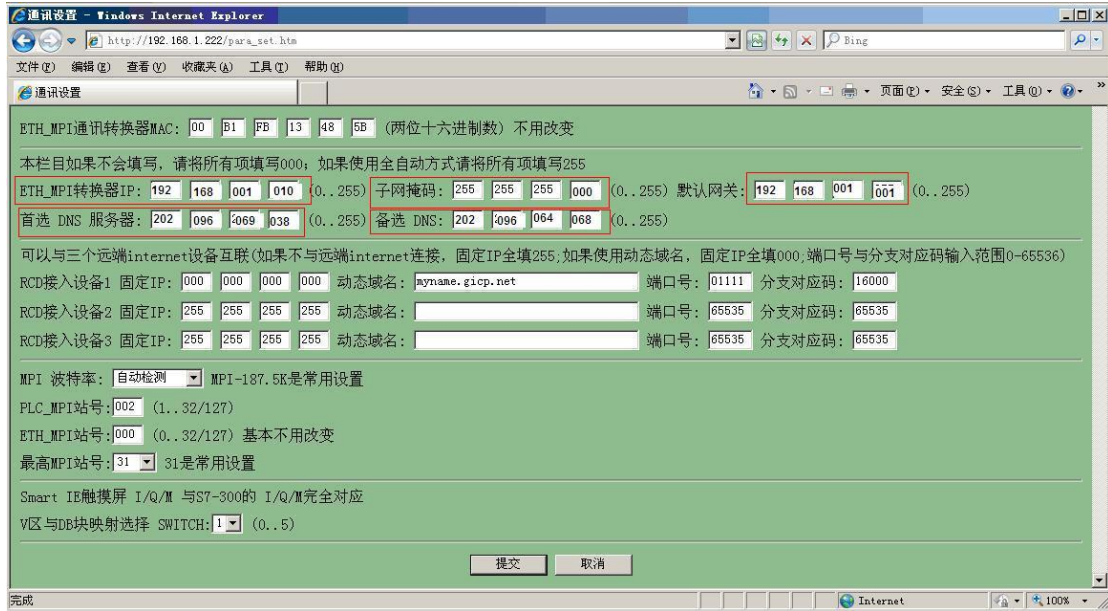 通讯设置 - Windows Internet Explorer
http://192.168.1.222/para_set.htm
Bing
文件(F) 编辑(E) 查看(V) 收藏夹(A) 工具(T) 帮助(H)
通讯设置
页面(P) 安全(S) 工具(O)
ETH_MPI通讯转换器MAC: 00 B1 FB 13 48 5B (两位十六进制数) 不用改变
本栏目如果不会填写, 请将所有项填写000; 如果使用全自动方式请将所有项填写255
ETH_MPI转换器IP: 192 168 001 010 (0..255) 子网掩码: 255 255 255 000 (0..255) 默认网关: 192 168 001 001 (0..255)
首选 DNS 服务器: 202 096 069 038 (0..255) 备选 DNS: 202 096 064 068 (0..255)
可以与三个远端internet设备互联(如果不与远端internet连接, 固定IP全填255;如果使用动态域名, 固定IP全填000;端口号与分支对应码输入范围0-65536)
RCD接入设备1 固定IP: 000 000 000 000 动态域名: myname.gicp.net 端口号: 01111 分支对应码: 16000
RCD接入设备2 固定IP: 255 255 255 255 动态域名: 端口号: 65535 分支对应码: 65535
RCD接入设备3 固定IP: 255 255 255 255 动态域名: 端口号: 65535 分支对应码: 65535
MPI 波特率: 自动检测 MPI-187.5K是常用设置
PLC_MPI站号: 002 (1..32/127)
ETH_MPI站号: 000 (0..32/127) 基本不用改变
最高MPI站号: 31 31是常用设置
Smart IE触摸屏 I/Q/M 与S7-300的 I/Q/M完全对应
V区与DB块映射选择 SWITCH: 1 (0..5)
提交 取消
完成 Internet 100%